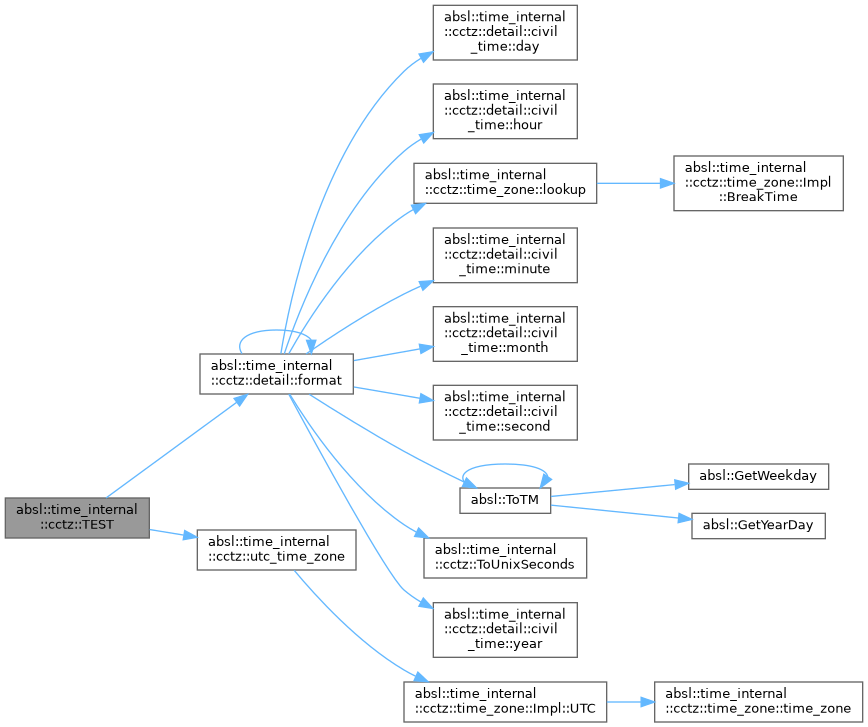 absl::time_internal
::cctz::detail::civil
_time::day
absl::time_internal
::cctz::detail::civil
_time::hour
absl::time_internal
::cctz::time_zone::lookup
absl::time_internal
::cctz::time_zone::Impl
::BreakTime
absl::time_internal
::cctz::detail::civil
_time::minute
absl::time_internal
::cctz::detail::civil
_time::month
absl::time_internal
::cctz::detail::format
absl::time_internal
::cctz::detail::civil
_time::second
absl::ToTM
absl::GetWeekday
absl::GetYearDay
absl::time_internal
::cctz::TEST
absl::time_internal
::cctz::utc_time_zone
absl::time_internal
::cctz::ToUnixSeconds
absl::time_internal
::cctz::detail::civil
_time::year
absl::time_internal
::cctz::time_zone::Impl::UTC
absl::time_internal
::cctz::time_zone::time_zone